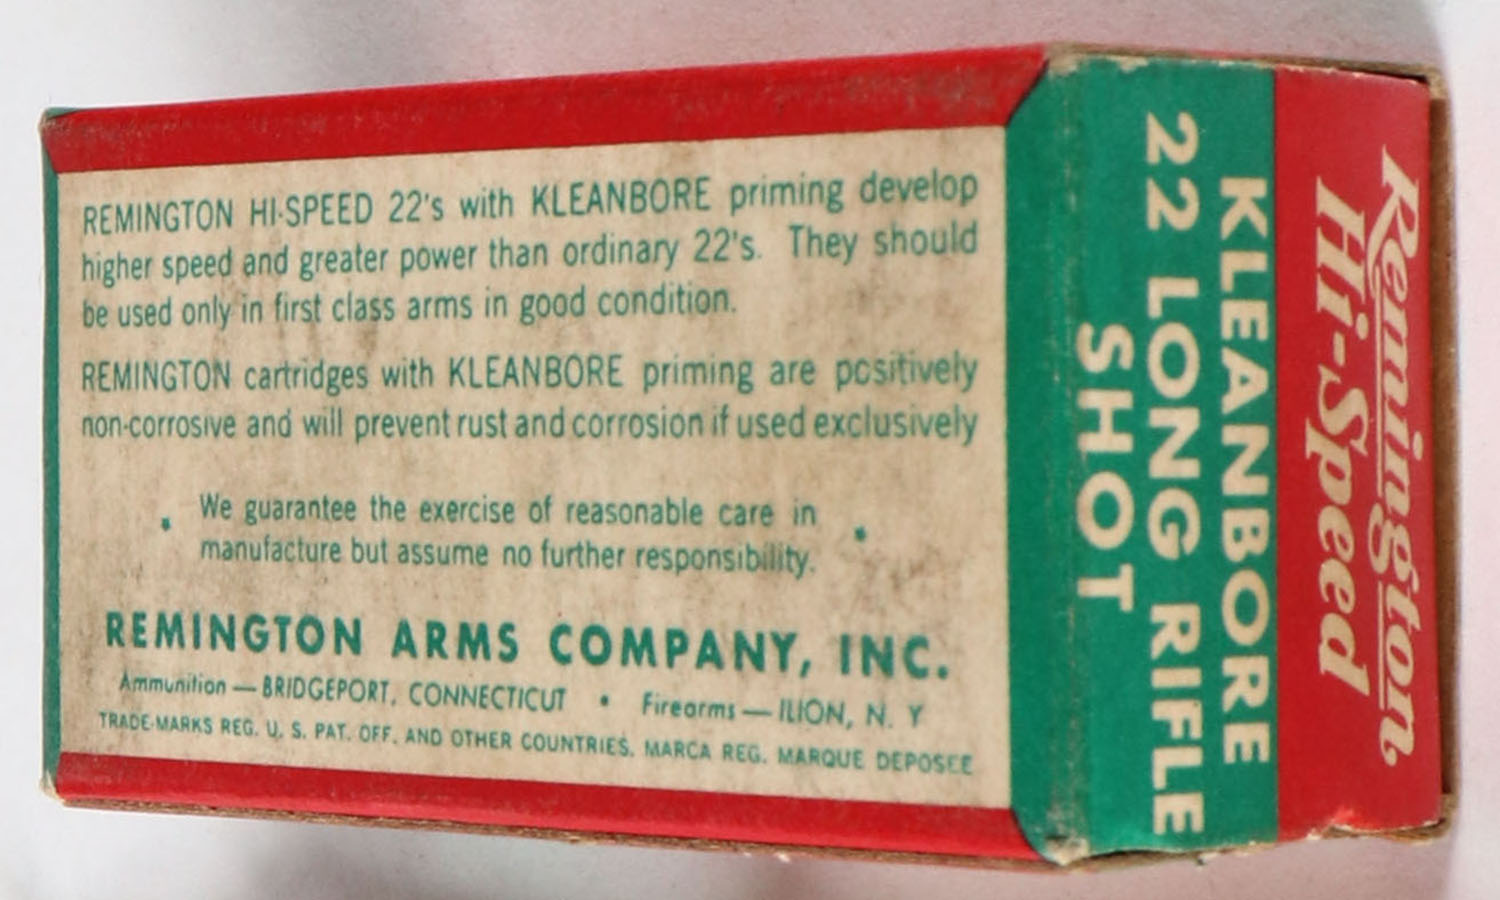 REMINGTON HI-SPEED 22's with KLEANBORE priming develop
higher speed and greater power than ordinary 22's. They should
be used only in first class arms in good condition.
REMINGTON cartridges with KLEANBORE priming are positively
non-corrosive and will prevent rust and corrosion if used exclusively
We guarantee the exercise of reasonable care in
manufacture but assume no further responsibility.
REMINGTON ARMS COMPANY, INC.
Ammunition — BRIDGEPORT, CONNECTICUT • Firearms — ILION, N. Y
TRADE-MARKS REG. U. S. PAT. OFF. AND OTHER COUNTRIES. MARCA REG. MARQUE DEPOSEE
Remington
Hi-Speed
KLEANBORE
22 LONG RIFLE
SHOT